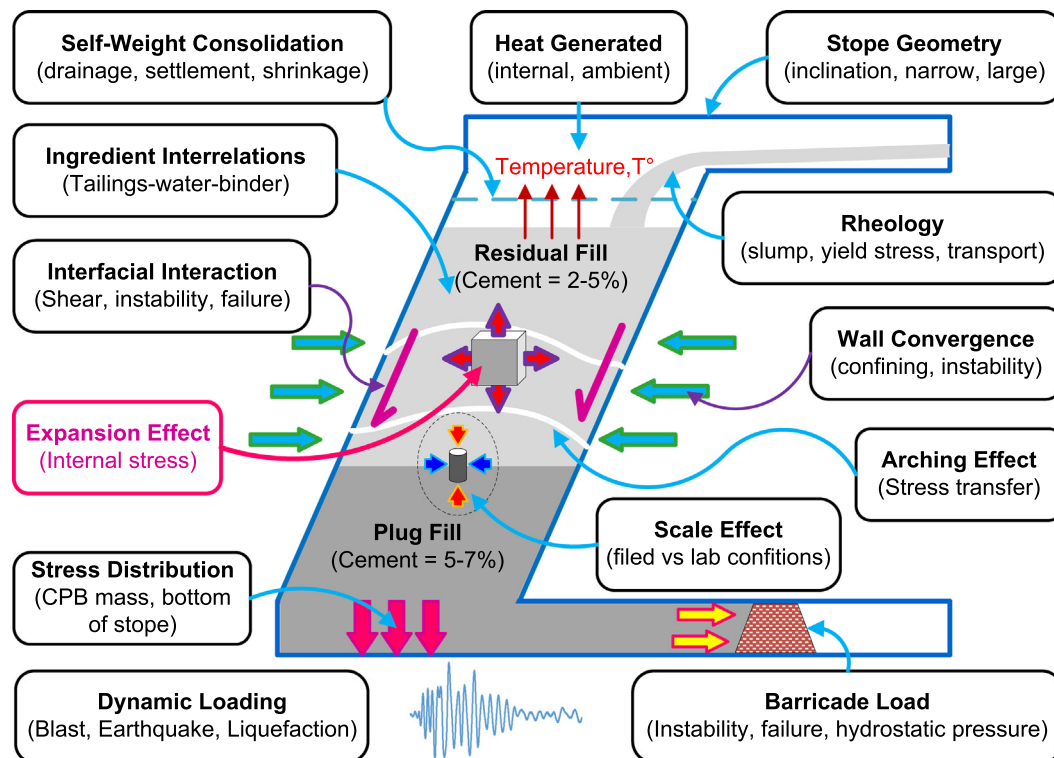 Self-Weight Consolidation
(drainage, settlement, shrinkage)
Heat Generated
(internal, ambient)
Stope Geometry
(inclination, narrow, large)
Ingredient Interrelations
(Tailings-water-binder)
Temperature,T°
Rheology
(slump, yield stress, transport)
Residual Fill
(Cement = 2-5%)
Interfacial Interaction
(Shear, instability, failure)
Wall Convergence
(confining, instability)
Expansion Effect
(Internal stress)
Arching Effect
(Stress transfer)
Plug Fill
(Cement = 5-7%)
Scale Effect
(filed vs lab confitions)
Stress Distribution
(CPB mass, bottom
of stope)
Dynamic Loading
(Blast, Earthquake, Liquefaction)
Barricade Load
(Instability, failure, hydrostatic pressure)